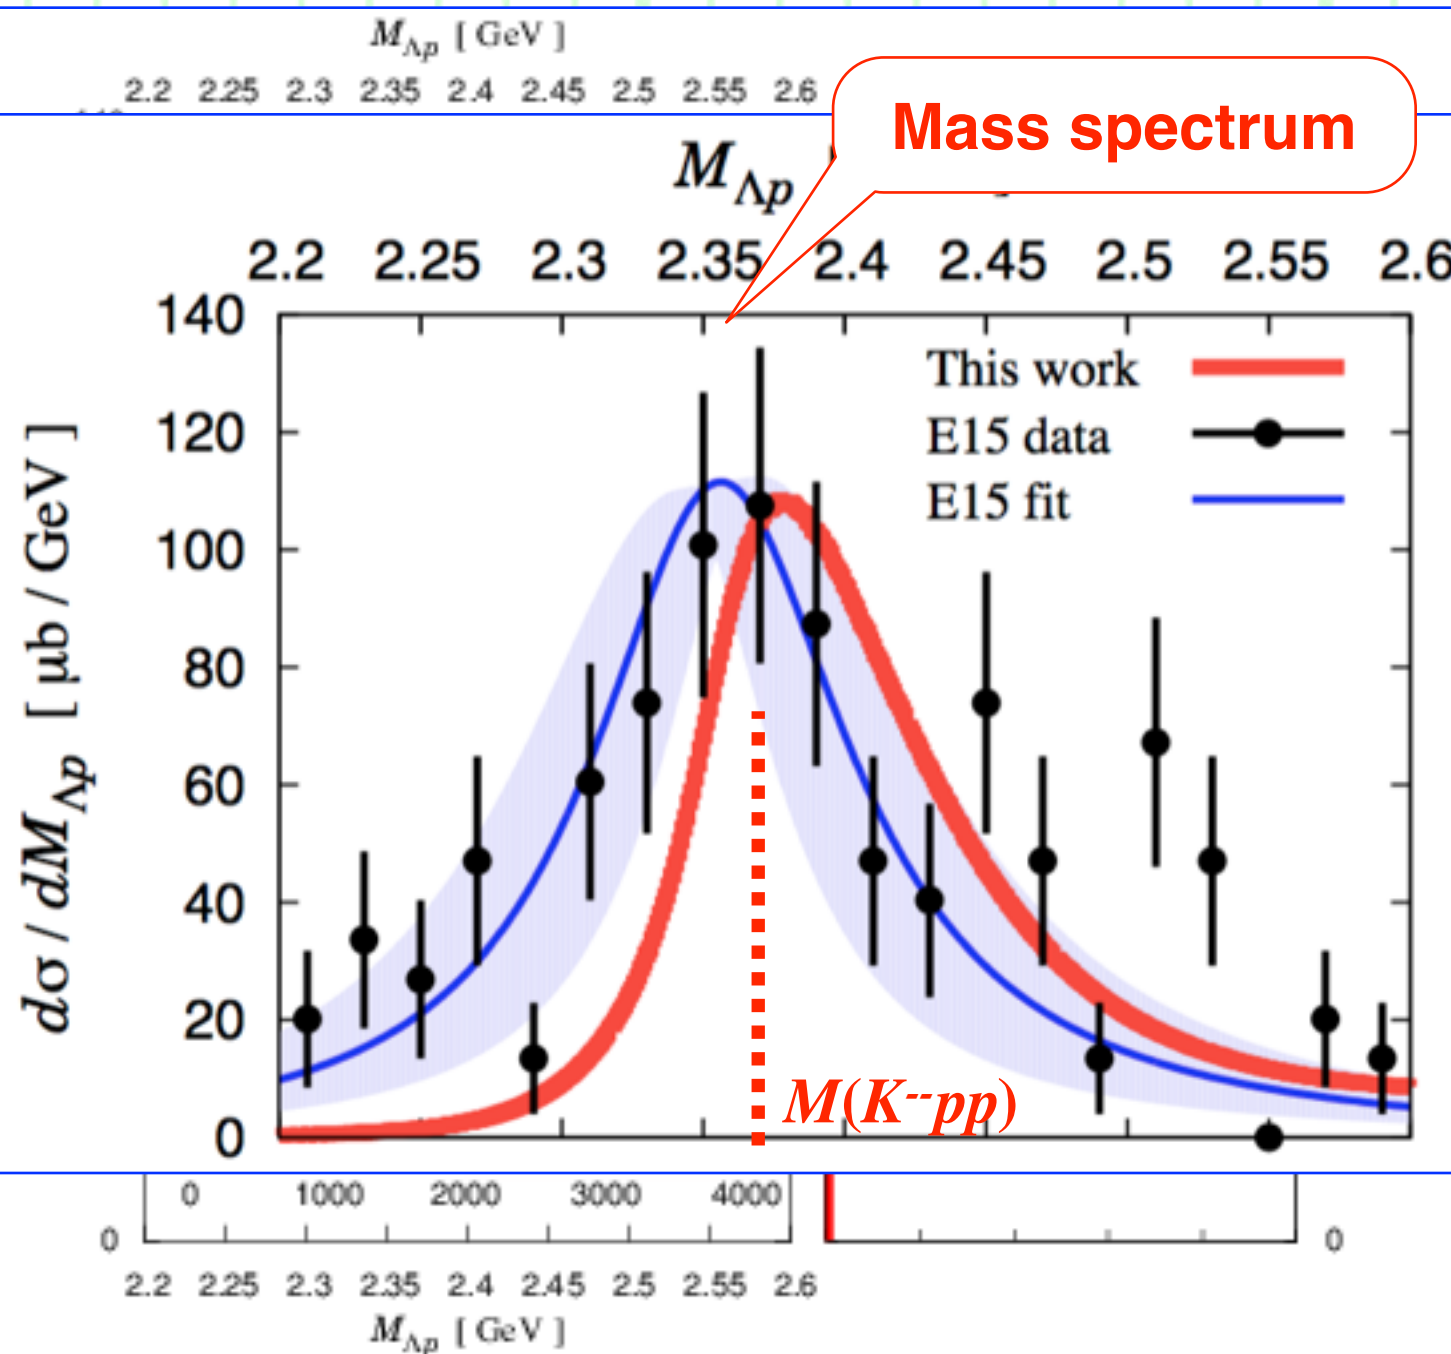 M_Λp [ GeV ]
2.2 2.25 2.3 2.35 2.4 2.45 2.5 2.55 2.6
Mass spectrum
M_Λp
2.2 2.25 2.3 2.35 2.4 2.45 2.5 2.55 2.6
140
120
100
80
60
40
20
0
dσ / dM_Λp [ μb / GeV ]
This work
E15 data
E15 fit
M(K--pp)
0 1000 2000 3000 4000
0 0
2.2 2.25 2.3 2.35 2.4 2.45 2.5 2.55 2.6
M_Λp [ GeV ]